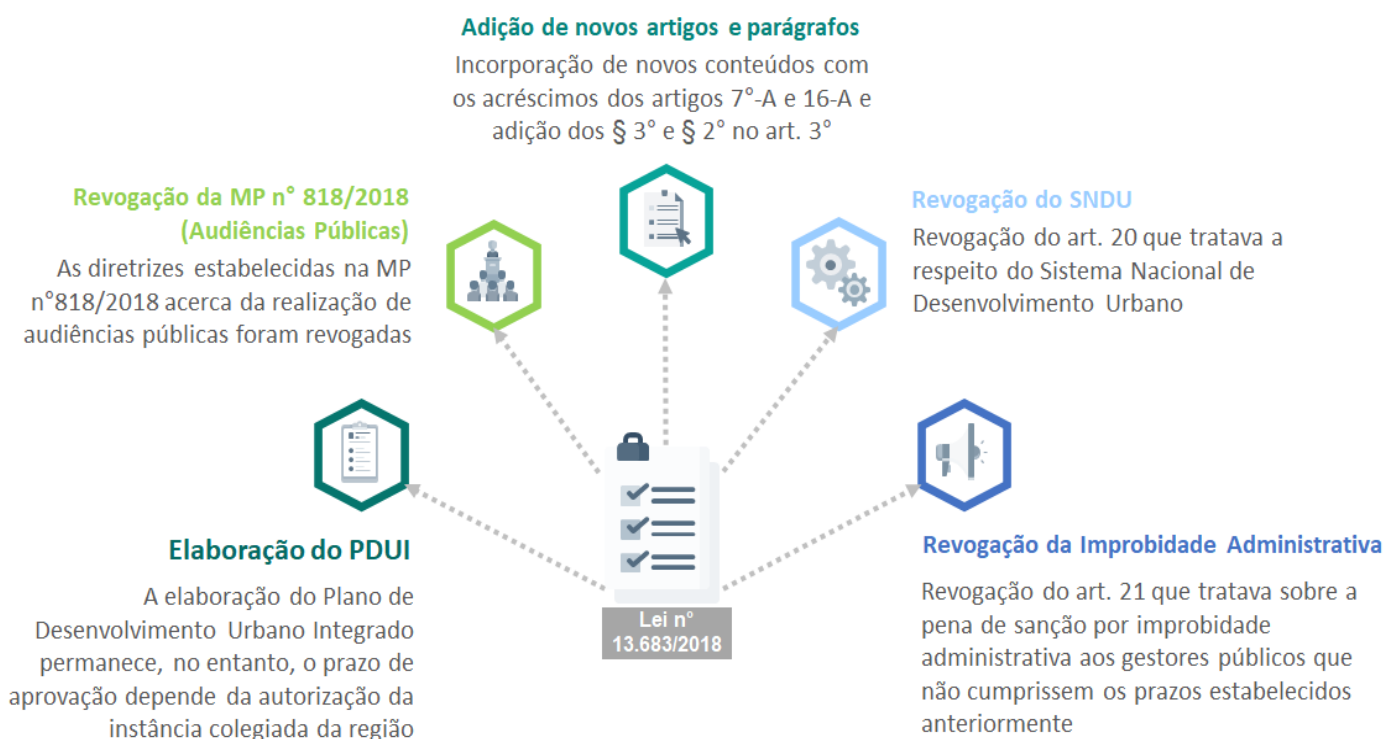 Adição de novos artigos e parágrafos
Incorporação de novos conteúdos com
os acréscimos dos artigos 7°-A e 16-A e
adição dos § 3° e § 2° no art. 3°
Revogação da MP n° 818/2018
(Audiências Públicas)
As diretrizes estabelecidas na MP
n°818/2018 acerca da realização de
audiências públicas foram revogadas
Revogação do SNDU
Revogação do art. 20 que tratava a
respeito do Sistema Nacional de
Desenvolvimento Urbano
Elaboração do PDUI
A elaboração do Plano de
Desenvolvimento Urbano Integrado
permanece, no entanto, o prazo de
aprovação depende da autorização da
instância colegiada da região
Lei n°
13.683/2018
Revogação da Improbidade Administrativa
Revogação do art. 21 que tratava sobre a
pena de sanção por improbidade
administrativa aos gestores públicos que
não cumprissem os prazos estabelecidos
anteriormente